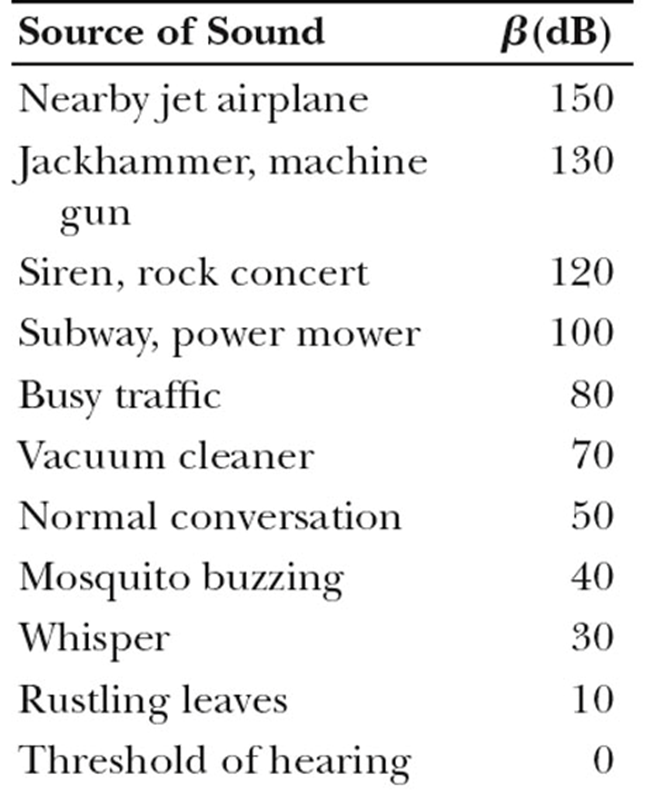 Source of Sound β(dB)
Nearby jet airplane 150
Jackhammer, machine 130
gun
Siren, rock concert 120
Subway, power mower 100
Busy traffic 80
Vacuum cleaner 70
Normal conversation 50
Mosquito buzzing 40
Whisper 30
Rustling leaves 10
Threshold of hearing 0